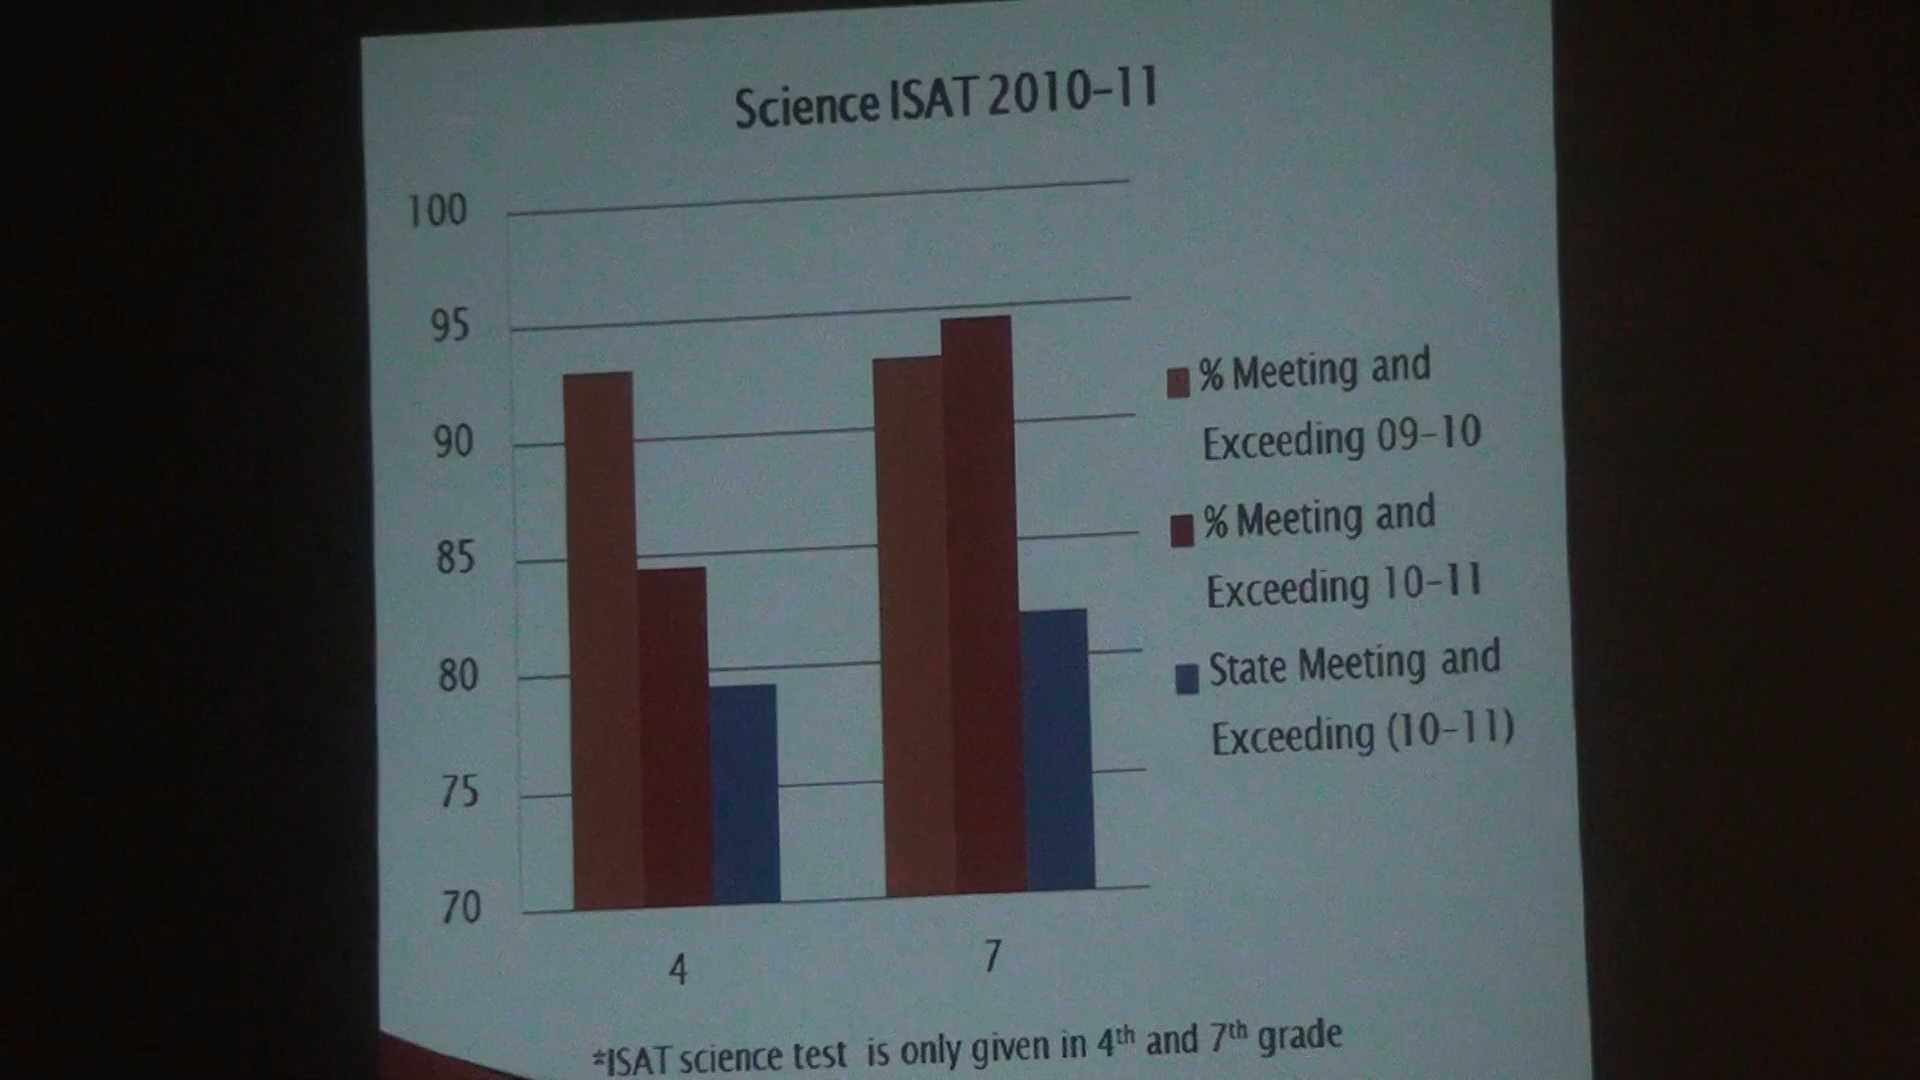 Science ISAT 2010-11
100
95
90
85
80
75
70
4
7
% Meeting and
Exceeding 09-10
% Meeting and
Exceeding 10-11
State Meeting and
Exceeding (10-11)
*ISAT science test is only given in 4th and 7th grade